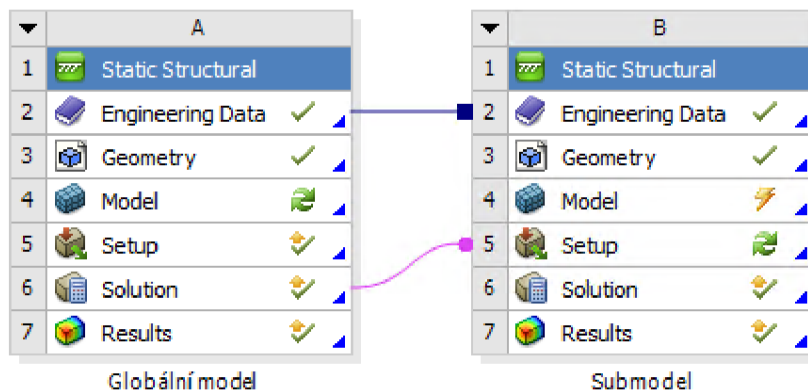 A
1 Static Structural
2 Engineering Data
3 Geometry
4 Model
5 Setup
6 Solution
7 Results
Globální model
B
1 Static Structural
2 Engineering Data
3 Geometry
4 Model
5 Setup
6 Solution
7 Results
Submodel